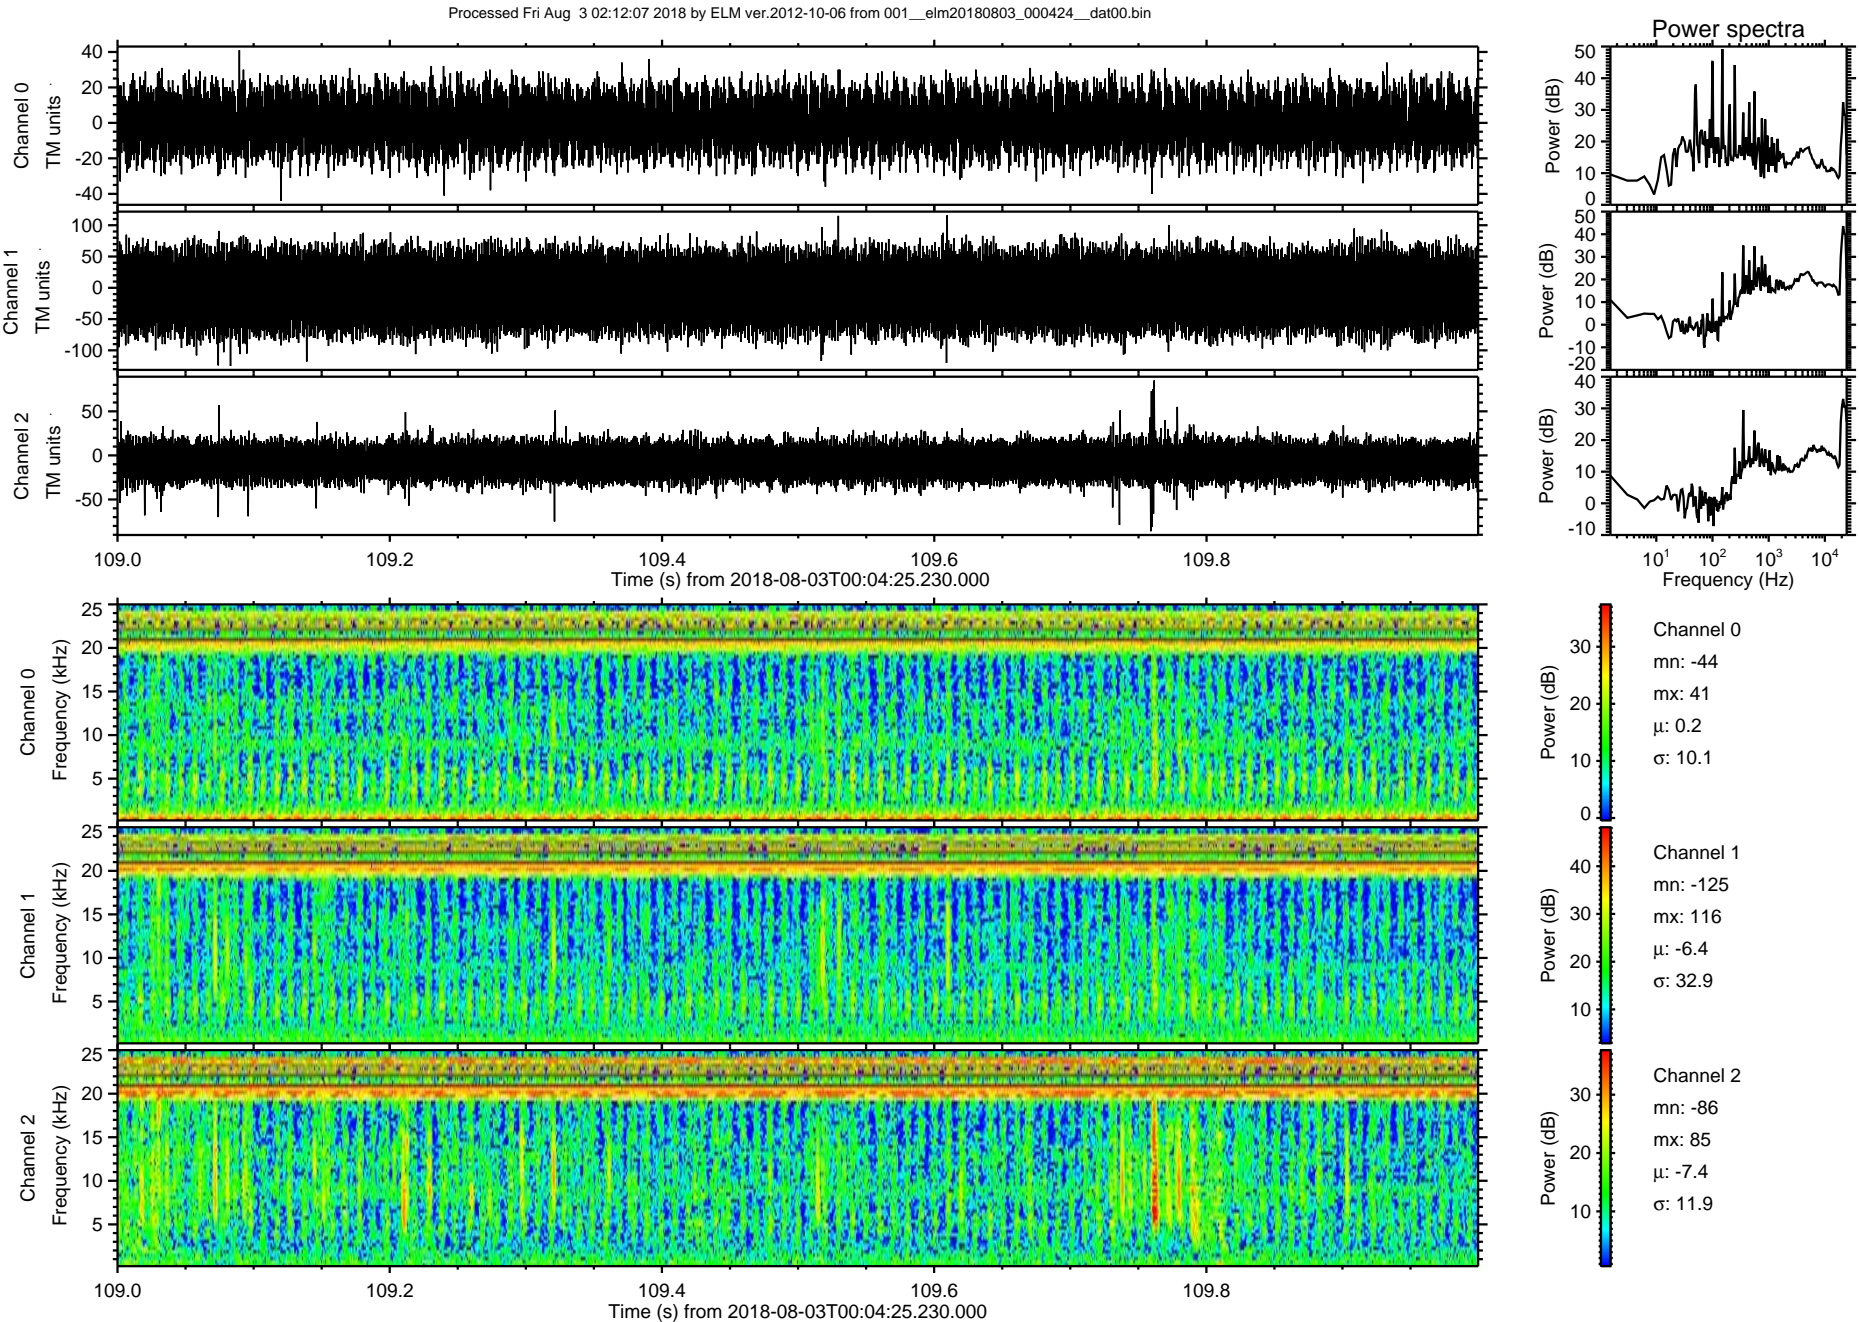 Processed Fri Aug 3 02:12:07 2018 by ELM ver.2012-10-06 from 001__elm20180803_000424__dat00.bin
Power spectra
Channel 0
TM units
40
20
0
-20
-40
Power (dB)
50
40
30
20
10
0
Channel 1
TM units
100
50
0
-50
-100
Power (dB)
50
40
30
20
10
0
-10
-20
Channel 2
TM units
50
0
-50
Power (dB)
40
30
20
10
0
-10
109.0 109.2 109.4 109.6 109.8
Time (s) from 2018-08-03T00:04:25.230.000
10¹ 10² 10³ 10⁴
Frequency (Hz)
Channel 0
Frequency (kHz)
25
20
15
10
5
Power (dB)
30
20
10
0
Channel 0
mn: -44
mx: 41
µ: 0.2
σ: 10.1
Channel 1
Frequency (kHz)
25
20
15
10
5
Power (dB)
40
30
20
10
Channel 1
mn: -125
mx: 116
µ: -6.4
σ: 32.9
Channel 2
Frequency (kHz)
25
20
15
10
5
Power (dB)
30
20
10
Channel 2
mn: -86
mx: 85
µ: -7.4
σ: 11.9
109.0 109.2 109.4 109.6 109.8
Time (s) from 2018-08-03T00:04:25.230.000